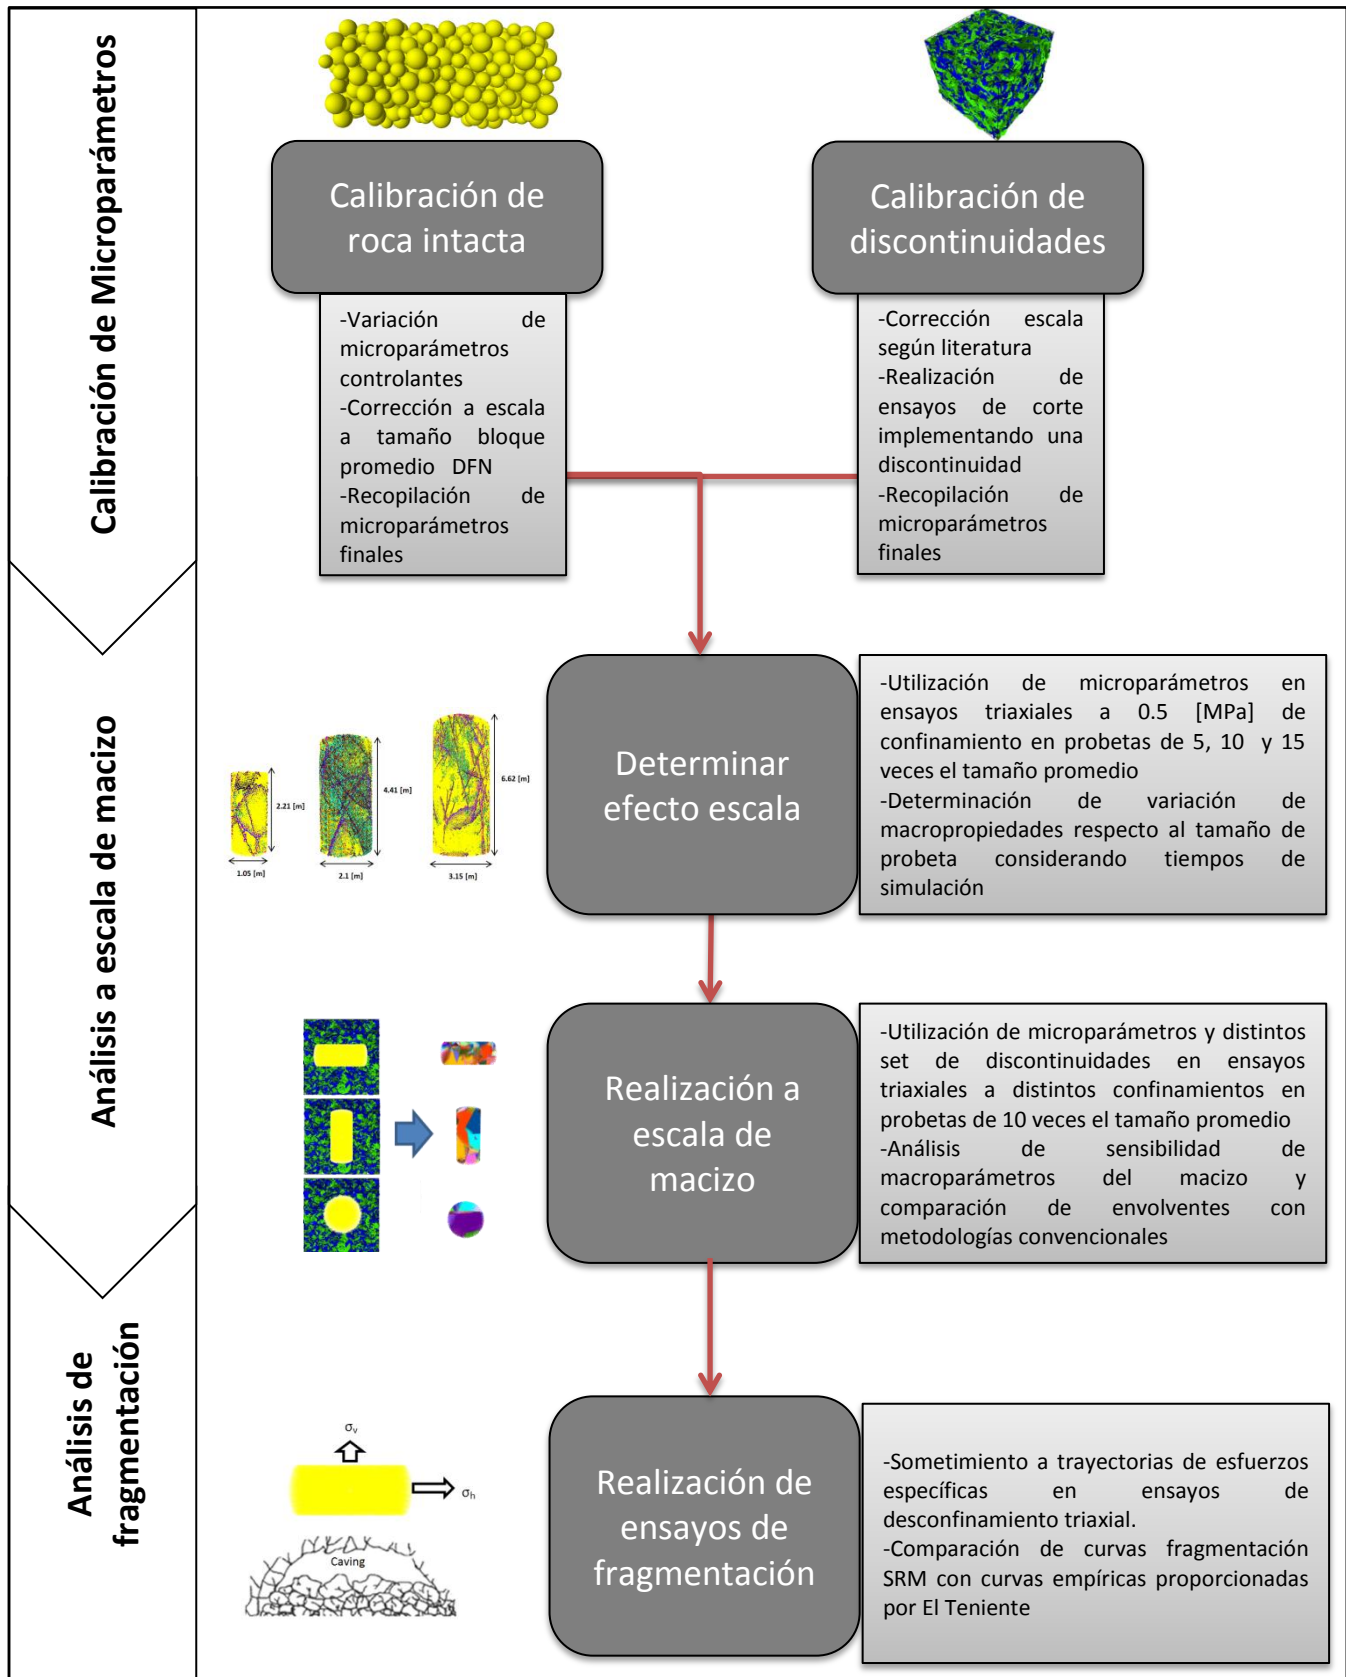 Calibración de Microparámetros
Calibración de
roca intacta
-Variación de
microparámetros
controlantes
-Corrección a escala
a tamaño bloque
promedio DFN
-Recopilación de
microparámetros
finales
Calibración de
discontinuidades
-Corrección escala
según literatura
-Realización de
ensayos de corte
implementando una
discontinuidad
-Recopilación de
microparámetros
finales
Análisis a escala de macizo
2.21 [m]
1.05 [m]
4.41 [m]
2.1 [m]
6.62 [m]
3.15 [m]
Determinar
efecto escala
-Utilización de microparámetros en
ensayos triaxiales a 0.5 [MPa] de
confinamiento en probetas de 5, 10 y 15
veces el tamaño promedio
-Determinación de variación de
macropropiedades respecto al tamaño de
probeta considerando tiempos de
simulación
Realización a
escala de
macizo
-Utilización de microparámetros y distintos
set de discontinuidades en ensayos
triaxiales a distintos confinamientos en
probetas de 10 veces el tamaño promedio
-Análisis de sensibilidad de
macroparámetros del macizo y
comparación de envolventes con
metodologías convencionales
Análisis de
fragmentación
σv
σh
Caving
Realización de
ensayos de
fragmentación
-Sometimiento a trayectorias de esfuerzos
específicas en ensayos de
desconfinamiento triaxial.
-Comparación de curvas fragmentación
SRM con curvas empíricas proporcionadas
por El Teniente